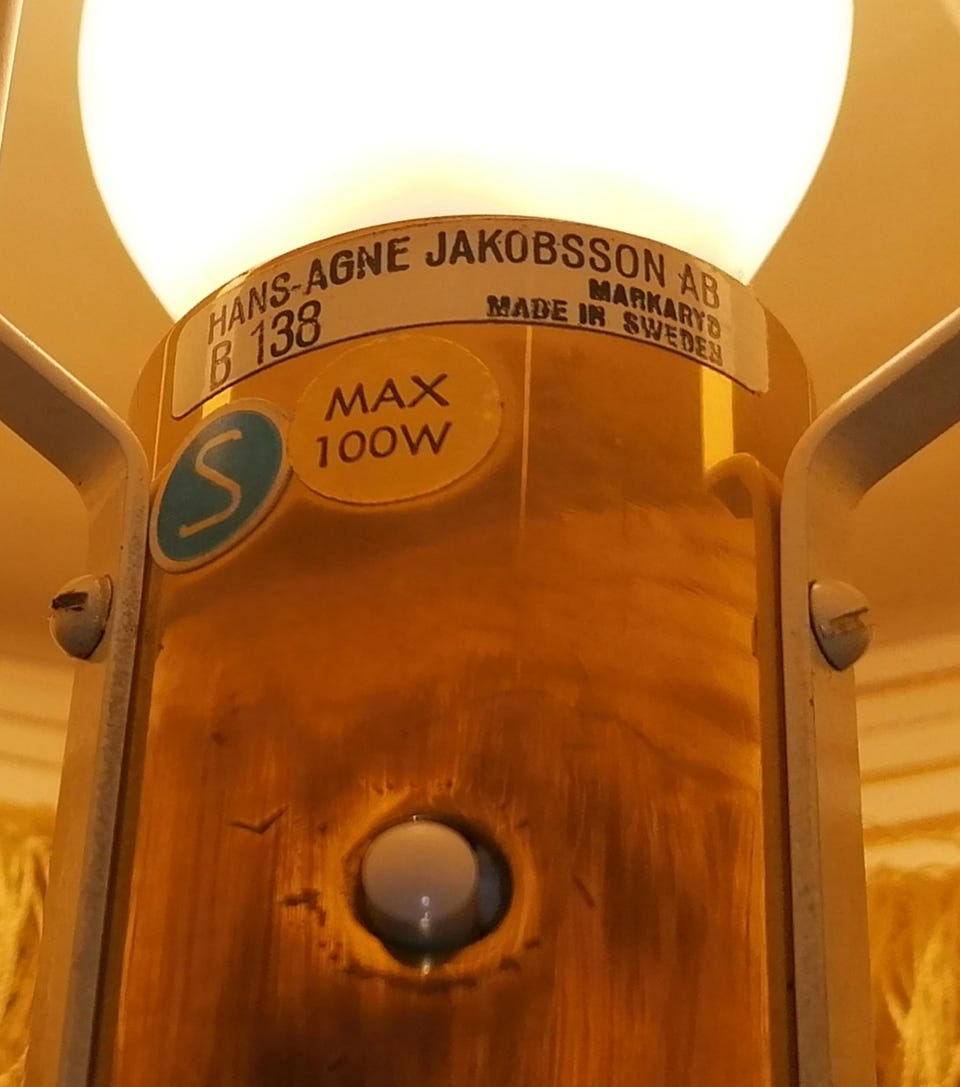 HANS-AGNE JAKOBSSON AB
B 138
MARKARYD
MADE IN SWEDEN
MAX
100W
S